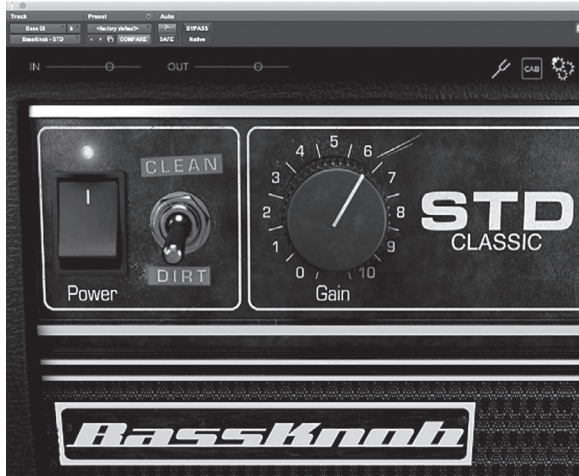 Track Preset Auto
Bass DI <factory default> BYPASS
BassKnob - STD COMPARE SAFE Native
IN OUT CAB
CLEAN
DIRT
Power
0 1 2 3 4 5 6 7 8 9 10
Gain
STD
CLASSIC
BassKnob